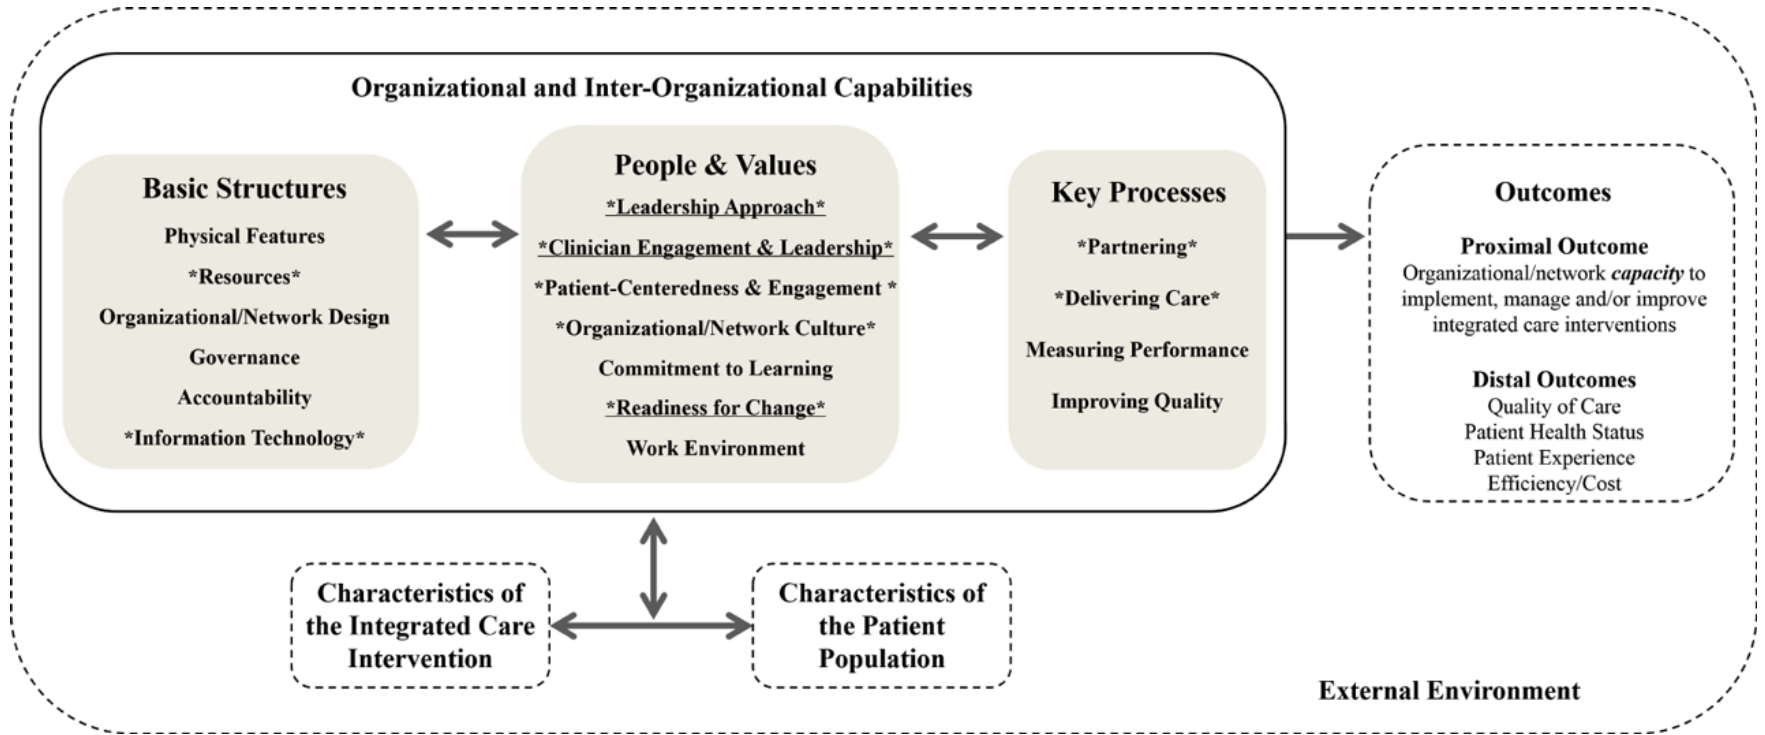 Organizational and Inter-Organizational Capabilities
Basic Structures
Physical Features
*Resources*
Organizational/Network Design
Governance
Accountability
*Information Technology*
People & Values
*Leadership Approach*
*Clinician Engagement & Leadership*
*Patient-Centeredness & Engagement *
*Organizational/Network Culture*
Commitment to Learning
*Readiness for Change*
Work Environment
Key Processes
*Partnering*
*Delivering Care*
Measuring Performance
Improving Quality
Outcomes
Proximal Outcome
Organizational/network capacity to
implement, manage and/or improve
integrated care interventions
Distal Outcomes
Quality of Care
Patient Health Status
Patient Experience
Efficiency/Cost
Characteristics of
the Integrated Care
Intervention
Characteristics of
the Patient
Population
External Environment